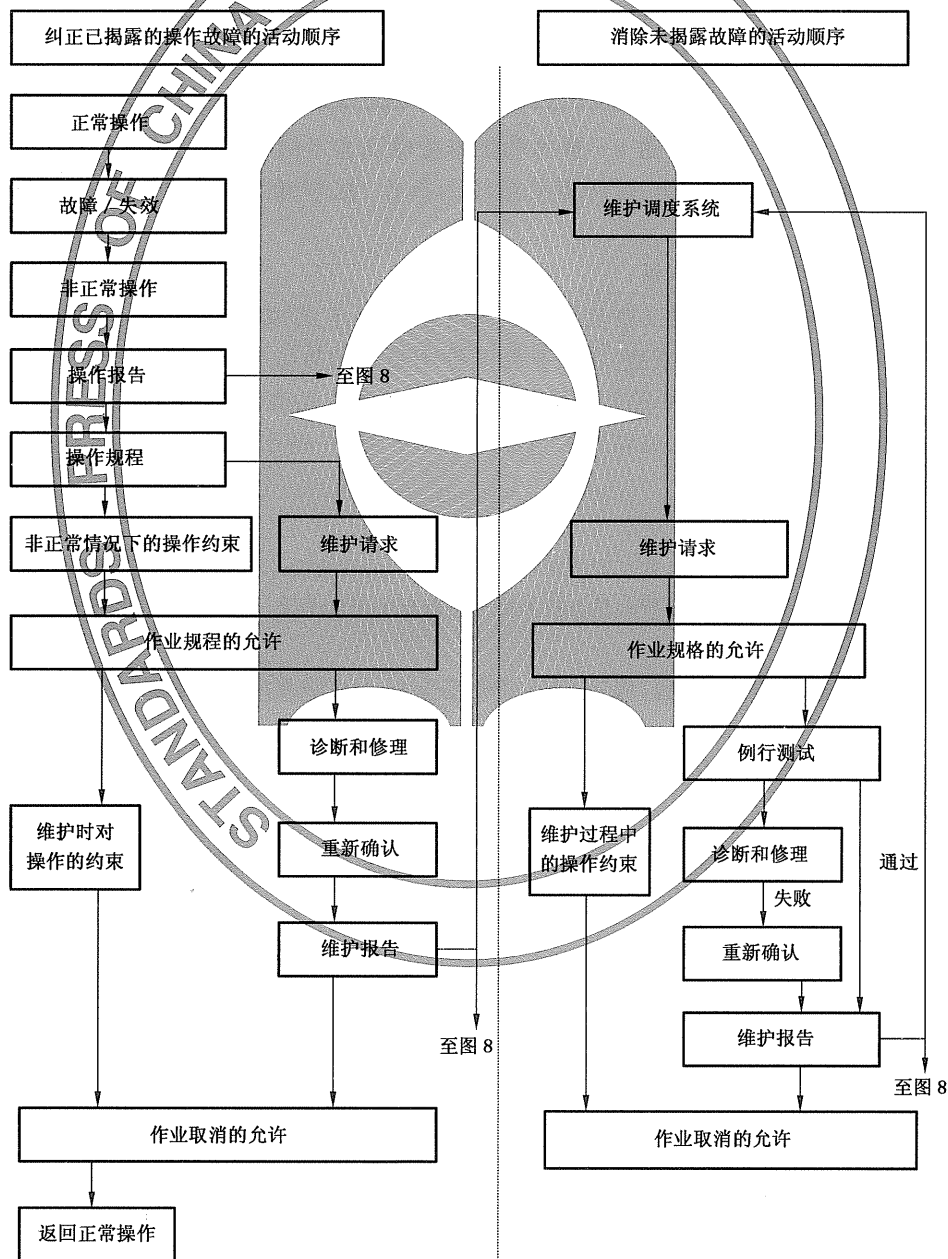 纠正已揭露的操作故障的活动顺序
消除未揭露故障的活动顺序
正常操作
故障/失效
非正常操作
操作报告
至图 8
操作规程
非正常情况下的操作约束
维护请求
作业规程的允许
诊断和修理
维护时对
操作的约束
重新确认
维护报告
至图 8
作业取消的允许
返回正常操作
维护调度系统
维护请求
作业规格的允许
例行测试
维护过程中
的操作约束
诊断和修理
通过
失败
重新确认
维护报告
至图 8
作业取消的允许
STANDARDS PRESS OF CHINA